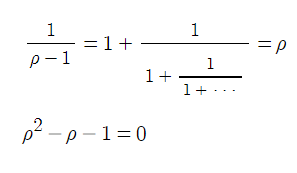 1/(ρ − 1) = 1 + 1/(1 + 1/(1 + ···)) = ρ
ρ² − ρ − 1 = 0